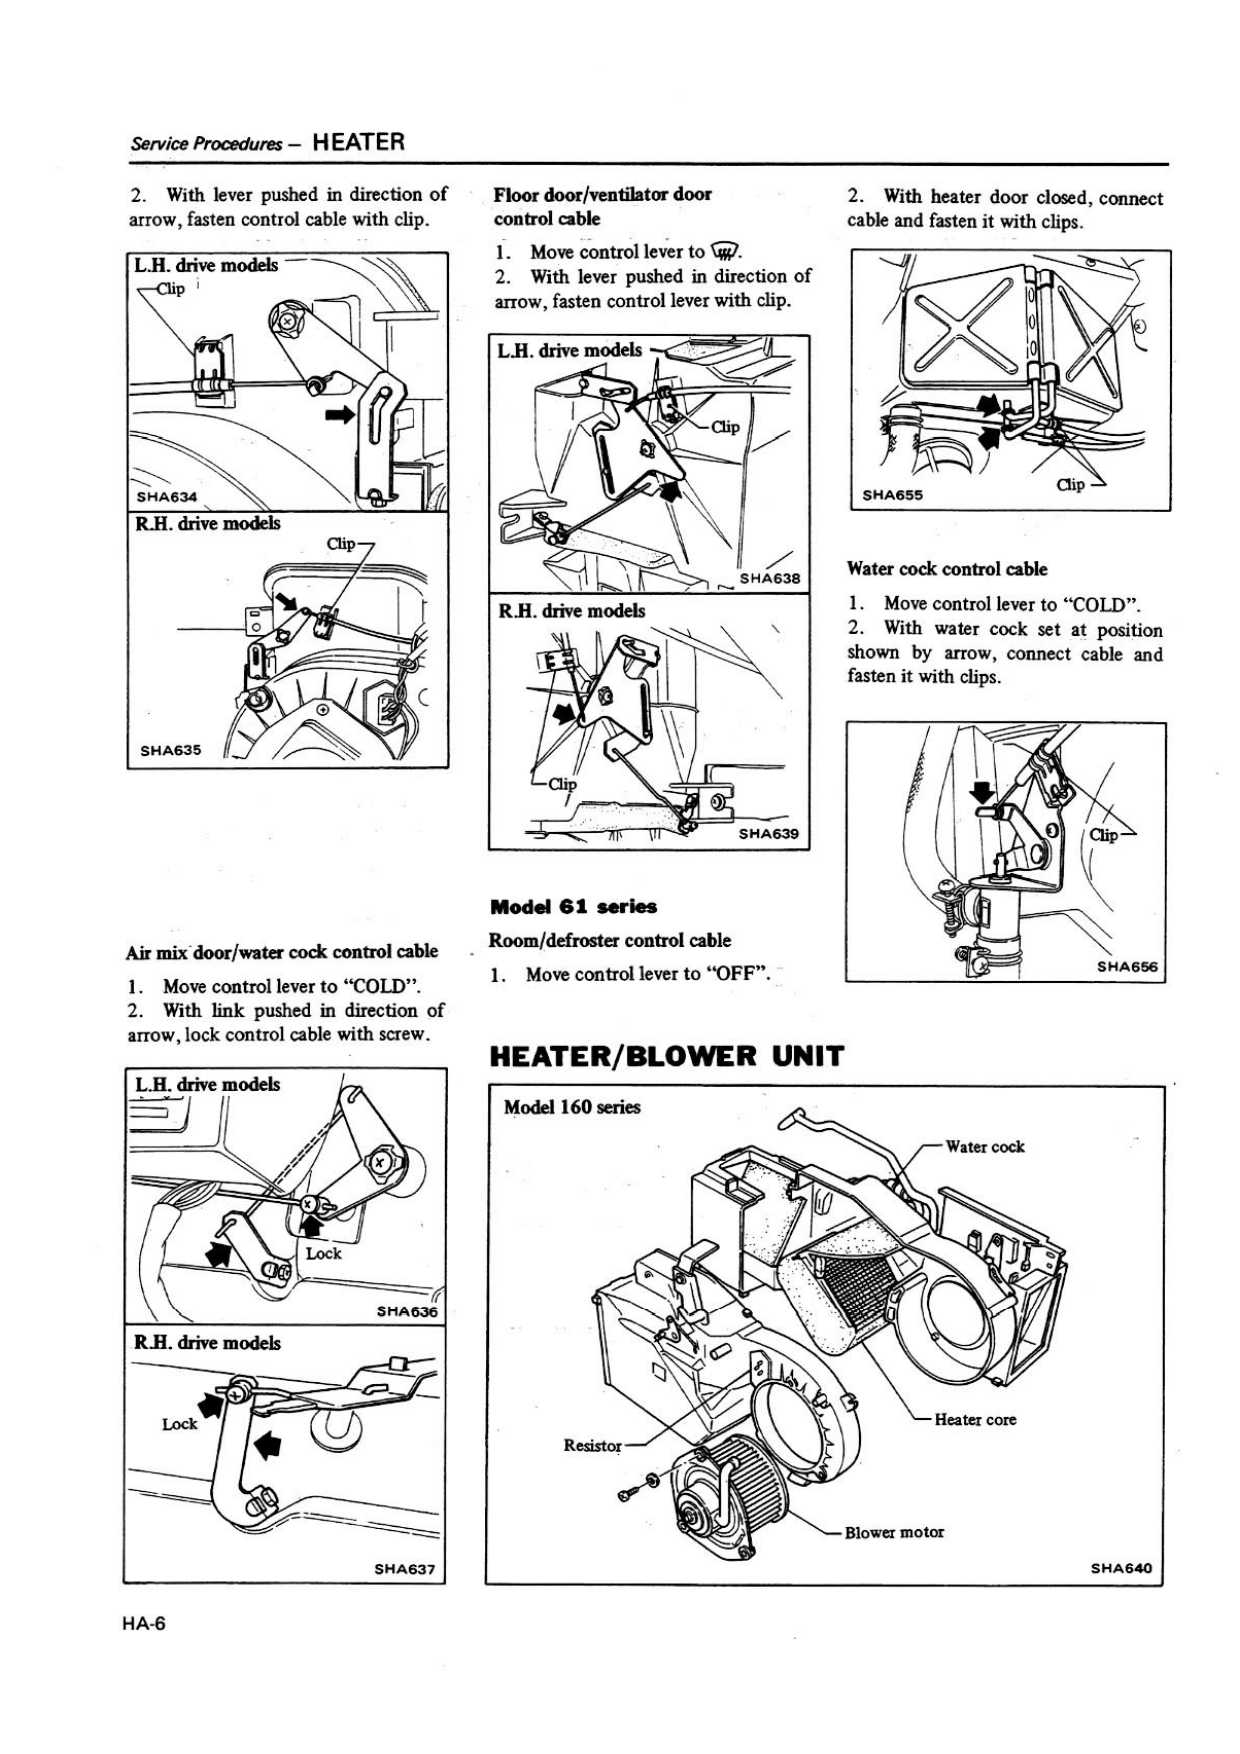 Service Procedures — HEATER
2. With lever pushed in direction of
arrow, fasten control cable with clip.
L.H. drive models
Clip
SHA634
R.H. drive models
Clip
SHA635
Air mix door/water cock control cable
1. Move control lever to “COLD”.
2. With link pushed in direction of
arrow, lock control cable with screw.
L.H. drive models
Lock
SHA636
R.H. drive models
Lock
SHA637
Floor door/ventilator door
control cable
1. Move control lever to .
2. With lever pushed in direction of
arrow, fasten control lever with clip.
L.H. drive models
Clip
SHA638
R.H. drive models
Clip
SHA639
Model 61 series
Room/defroster control cable
1. Move control lever to “OFF”.
2. With heater door closed, connect
cable and fasten it with clips.
Clip
SHA655
Water cock control cable
1. Move control lever to “COLD”.
2. With water cock set at position
shown by arrow, connect cable and
fasten it with clips.
Clip
SHA656
HEATER/BLOWER UNIT
Model 160 series
Water cock
Heater core
Resistor
Blower motor
SHA640
HA-6